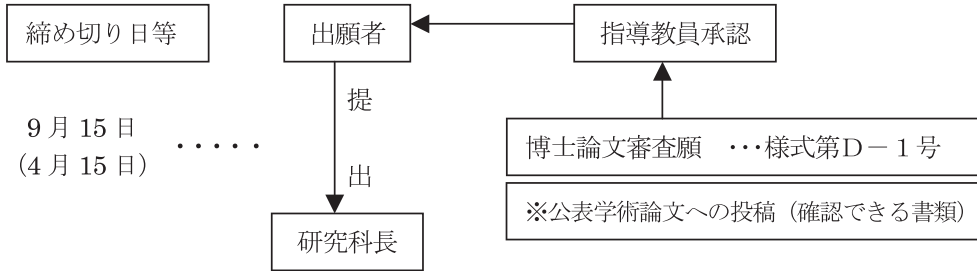 締め切り日等
出願者
指導教員承認
提
9月15日
(4月15日)
・・・・・
博士論文審査願 …様式第D－1号
出
※公表学術論文への投稿（確認できる書類）
研究科長